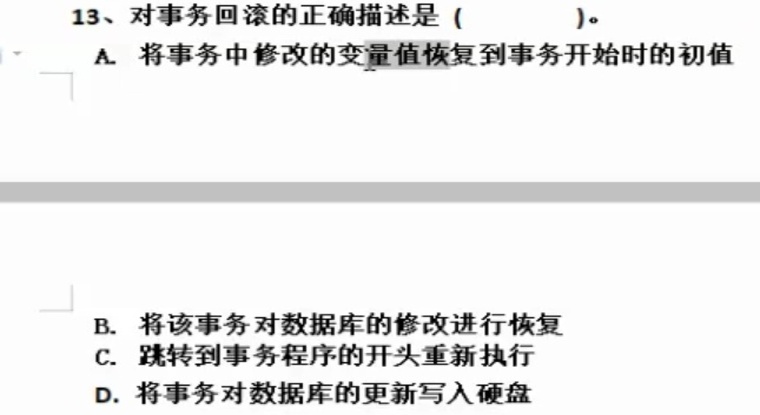 13、对事务回滚的正确描述是（　　　）。
A. 将事务中修改的变量值恢复到事务开始时的初值
B. 将该事务对数据库的修改进行恢复
C. 跳转到事务程序的开头重新执行
D. 将事务对数据库的更新写入硬盘